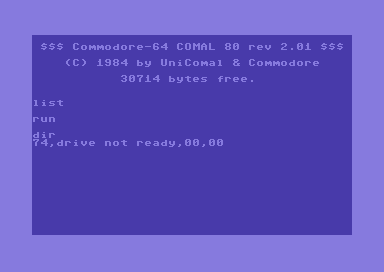 $$$ Commodore-64 COMAL 80 rev 2.01 $$$
(C) 1984 by UniComal & Commodore
30714 bytes free.
list
run
dir
74,drive not ready,00,00